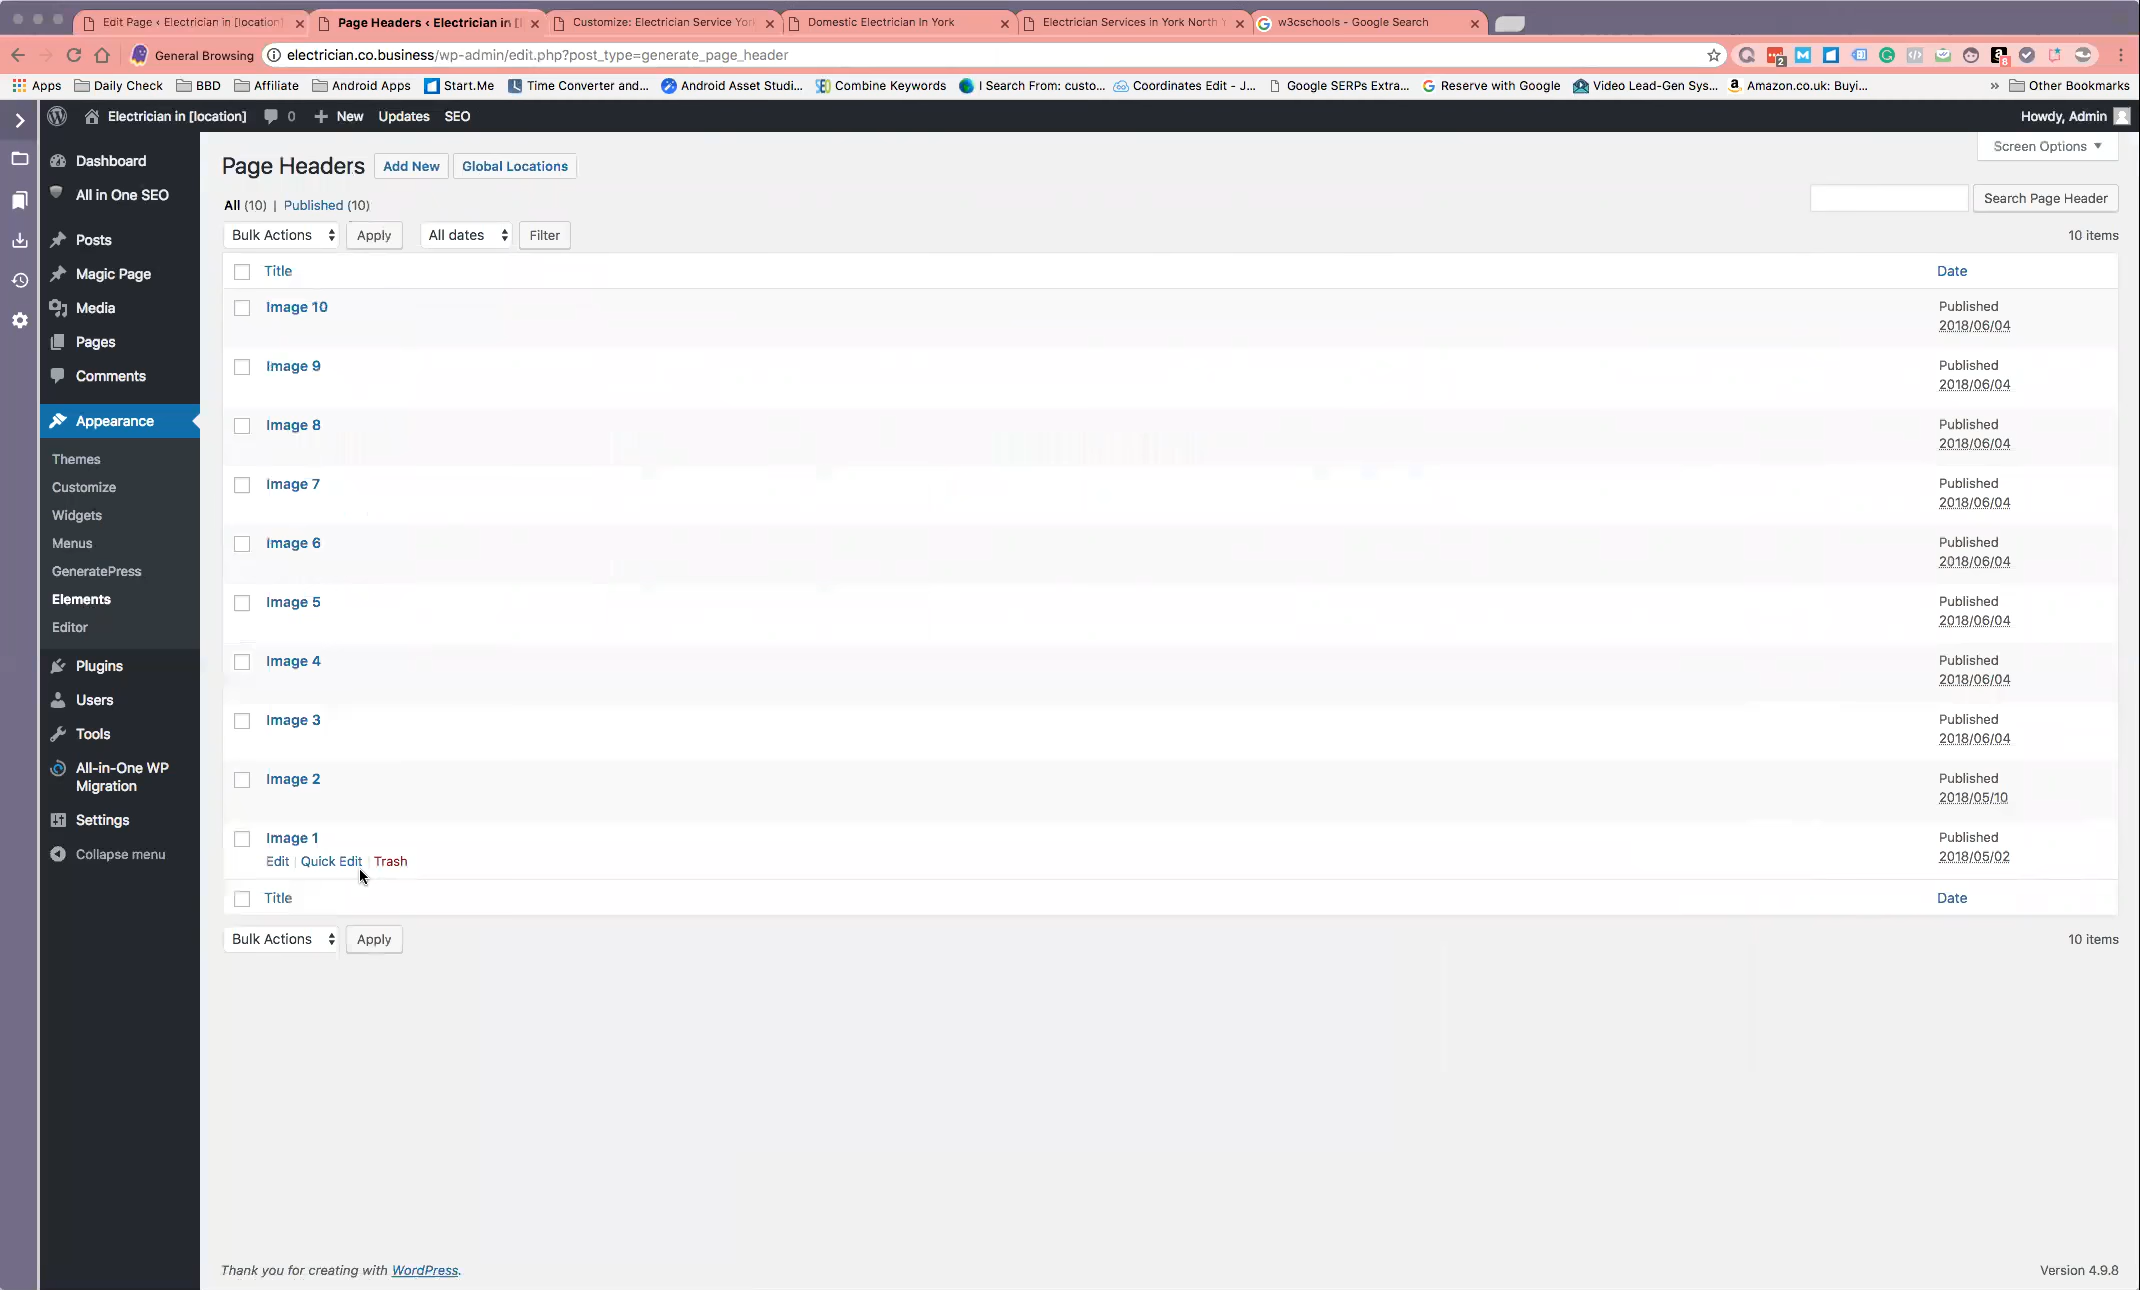 Edit Page ‹ Electrician in [location]
Page Headers ‹ Electrician in [
Customize: Electrician Service Yor
Domestic Electrician In York
Electrician Services in York North Y
w3cschools - Google Search
General Browsing
electrician.co.business/wp-admin/edit.php?post_type=generate_page_header
Apps
Daily Check
BBD
Affiliate
Android Apps
Start.Me
Time Converter and...
Android Asset Studi...
Combine Keywords
I Search From: custo...
Coordinates Edit - J...
Google SERPs Extra...
Reserve with Google
Video Lead-Gen Sys...
Amazon.co.uk: Buyi...
»
Other Bookmarks
Electrician in [location]
0
New
Updates
SEO
Howdy, Admin
Dashboard
All in One SEO
Posts
Magic Page
Media
Pages
Comments
Appearance
Themes
Customize
Widgets
Menus
GeneratePress
Elements
Editor
Plugins
Users
Tools
All-in-One WP
Migration
Settings
Collapse menu
Page Headers
Add New
Global Locations
Screen Options
All (10) | Published (10)
Search Page Header
Bulk Actions
Apply
All dates
Filter
10 items
Title
Date
Image 10
Published
2018/06/04
Image 9
Published
2018/06/04
Image 8
Published
2018/06/04
Image 7
Published
2018/06/04
Image 6
Published
2018/06/04
Image 5
Published
2018/06/04
Image 4
Published
2018/06/04
Image 3
Published
2018/06/04
Image 2
Published
2018/05/10
Image 1
Edit | Quick Edit | Trash
Published
2018/05/02
Title
Date
Bulk Actions
Apply
10 items
Thank you for creating with WordPress.
Version 4.9.8